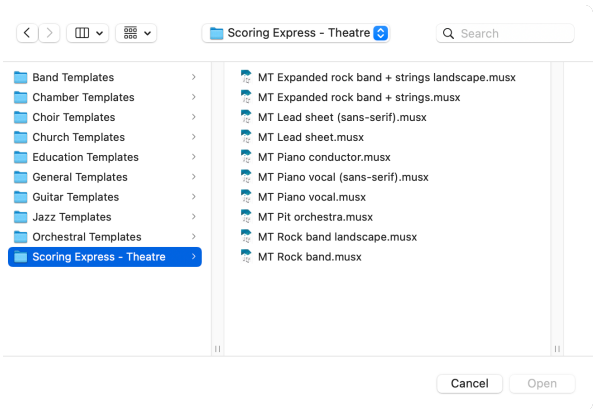 Scoring Express - Theatre
Search
Band Templates
Chamber Templates
Choir Templates
Church Templates
Education Templates
General Templates
Guitar Templates
Jazz Templates
Orchestral Templates
Scoring Express - Theatre
MT Expanded rock band + strings landscape.musx
MT Expanded rock band + strings.musx
MT Lead sheet (sans-serif).musx
MT Lead sheet.musx
MT Piano conductor.musx
MT Piano vocal (sans-serif).musx
MT Piano vocal.musx
MT Pit orchestra.musx
MT Rock band landscape.musx
MT Rock band.musx
Cancel
Open